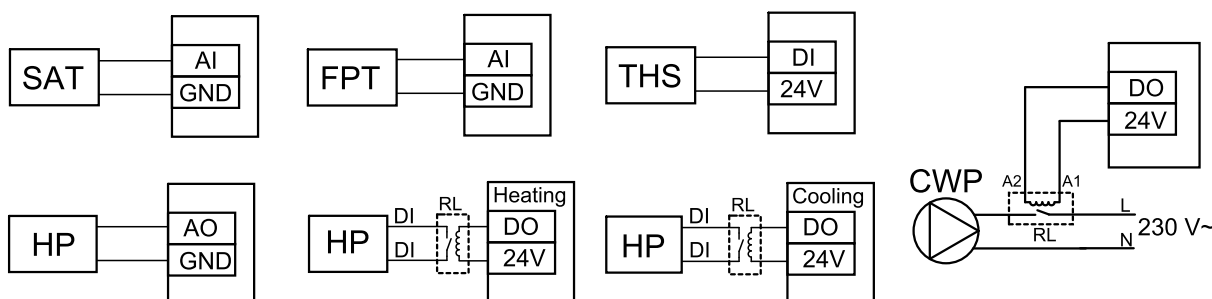 SAT
AI
GND
FPT
AI
GND
THS
DI
24V
DO
24V
CWP
A2
A1
L
N
230 V~
RL
HP
AO
GND
HP
DI
DI
RL
Heating
DO
24V
HP
DI
DI
RL
Cooling
DO
24V